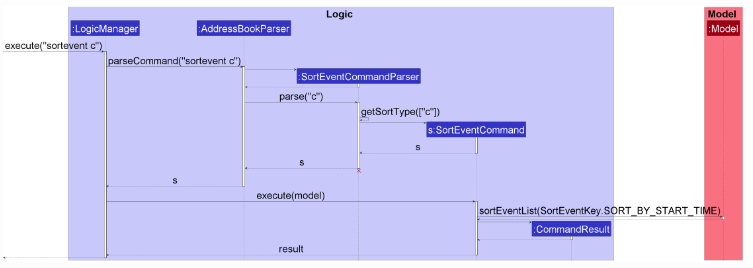 Logic
Model
:LogicManager
:AddressBookParser
:Model
execute("sortevent c")
parseCommand("sortevent c")
:SortEventCommandParser
parse("c")
getSortType(["c"])
s:SortEventCommand
s
s
s
execute(model)
sortEventList(SortEventKey.SORT_BY_START_TIME)
:CommandResult
result